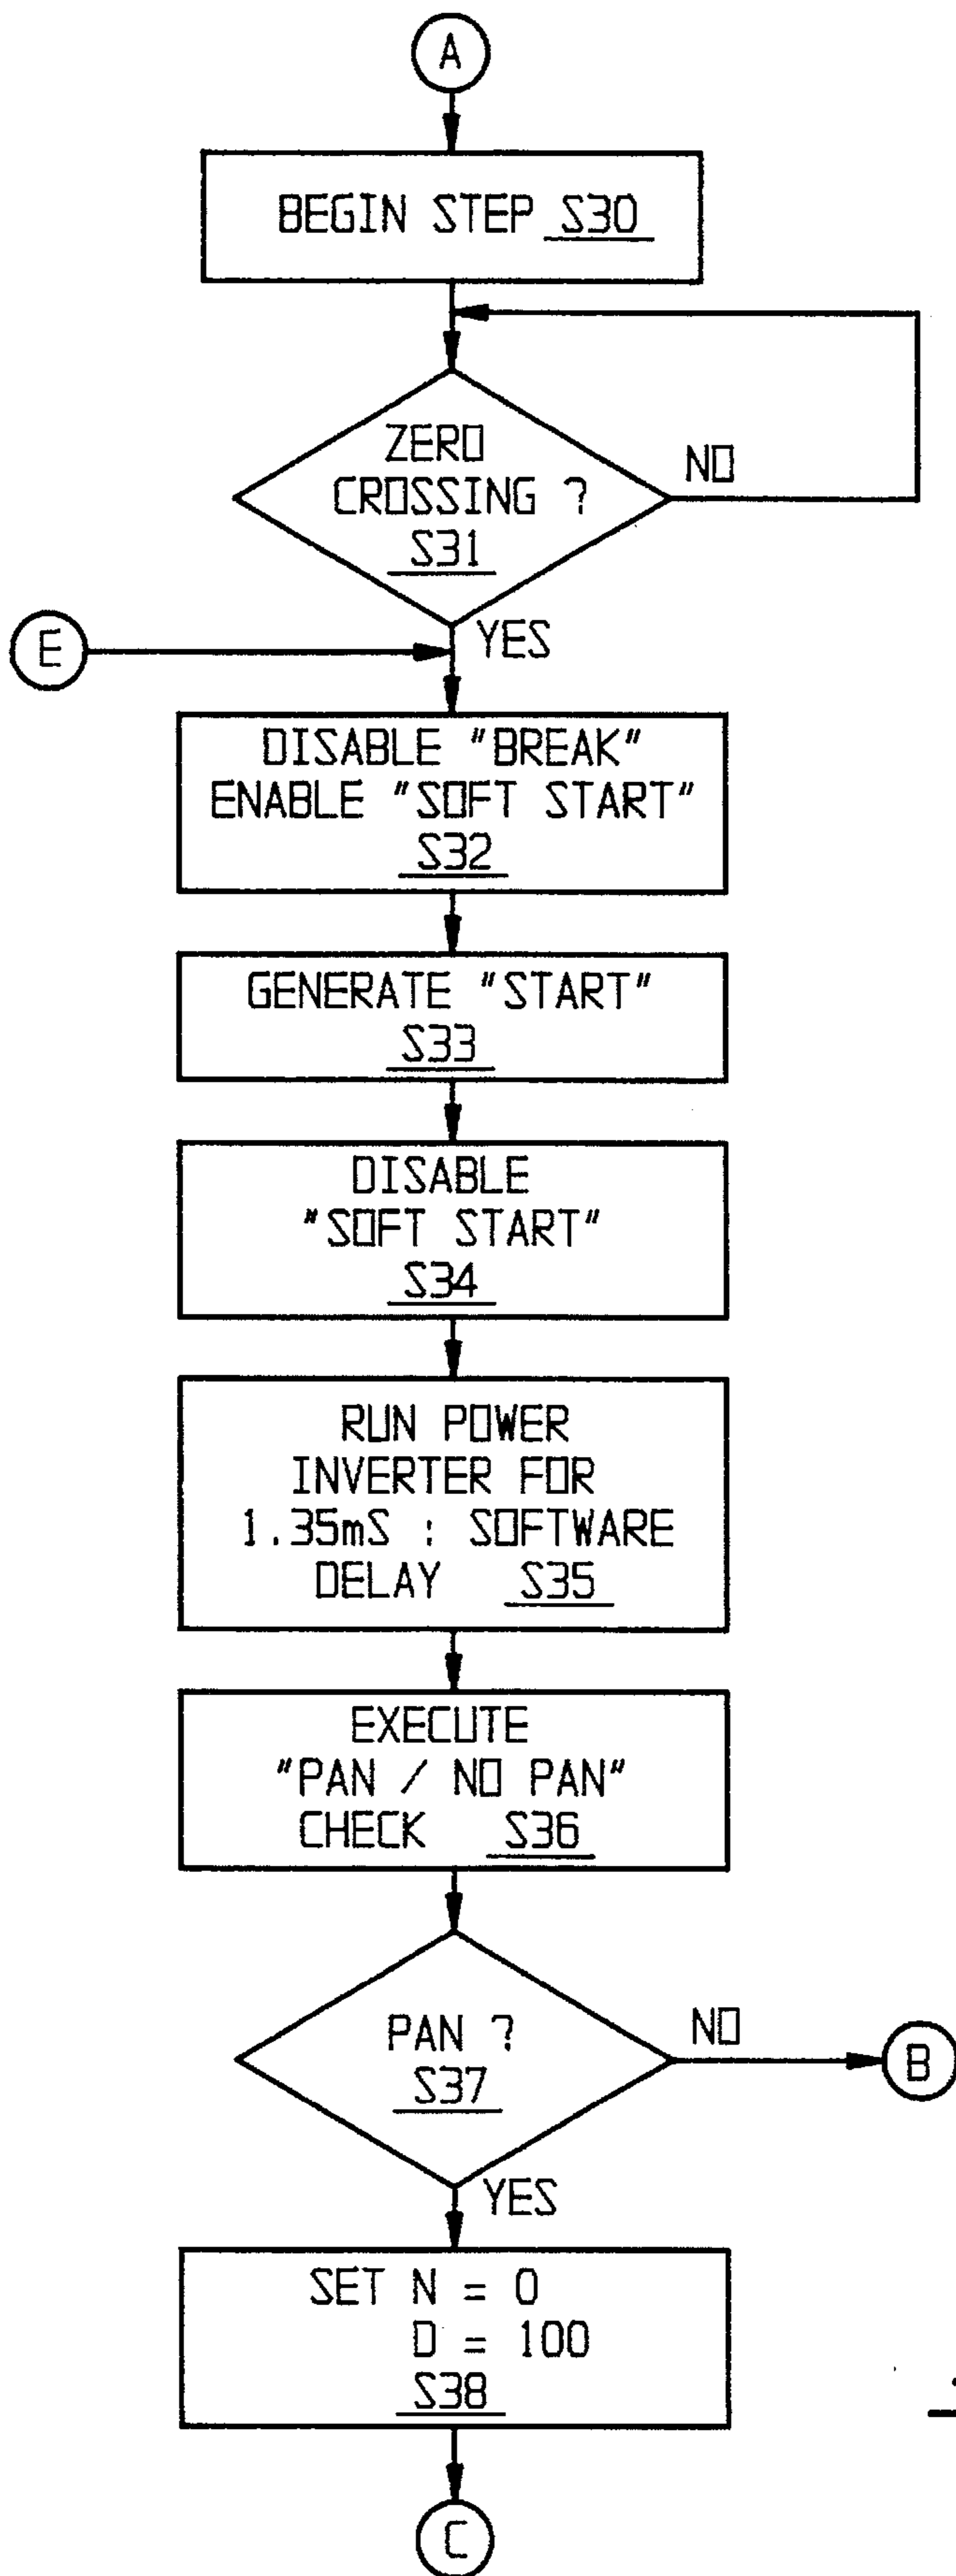 A
BEGIN STEP S30
ZERO
CROSSING ?
S31
NO
YES
E
DISABLE "BREAK"
ENABLE "SOFT START"
S32
GENERATE "START"
S33
DISABLE
"SOFT START"
S34
RUN POWER
INVERTER FOR
1.35mS : SOFTWARE
DELAY S35
EXECUTE
"PAN / NO PAN"
CHECK S36
PAN ?
S37
NO
B
YES
SET N = 0
D = 100
S38
C